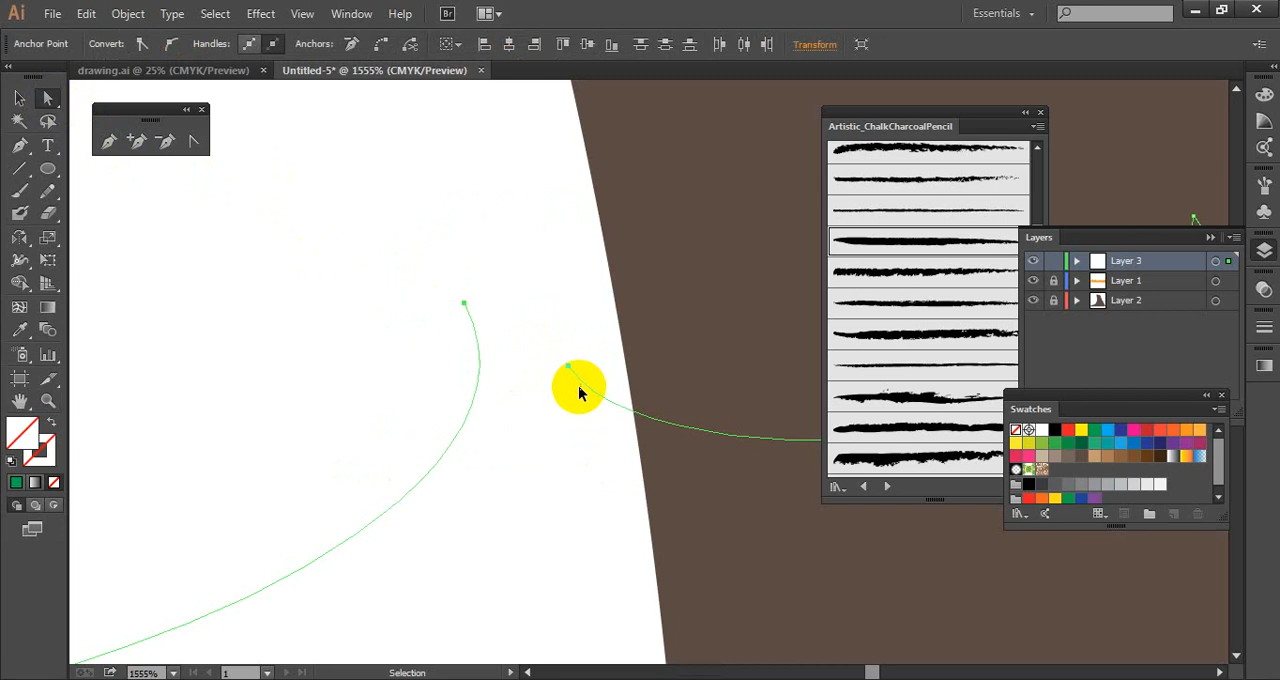 Ai File Edit Object Type Select Effect View Window Help Br Essentials
Anchor Point Convert: Handles: Anchors: Transform
drawing.ai @ 25% (CMYK/Preview) × Untitled-5* @ 1555% (CMYK/Preview) ×
Artistic_ChalkCharcoalPencil
Layers
Layer 3
Layer 1
Layer 2
Swatches
1555% 1 Selection